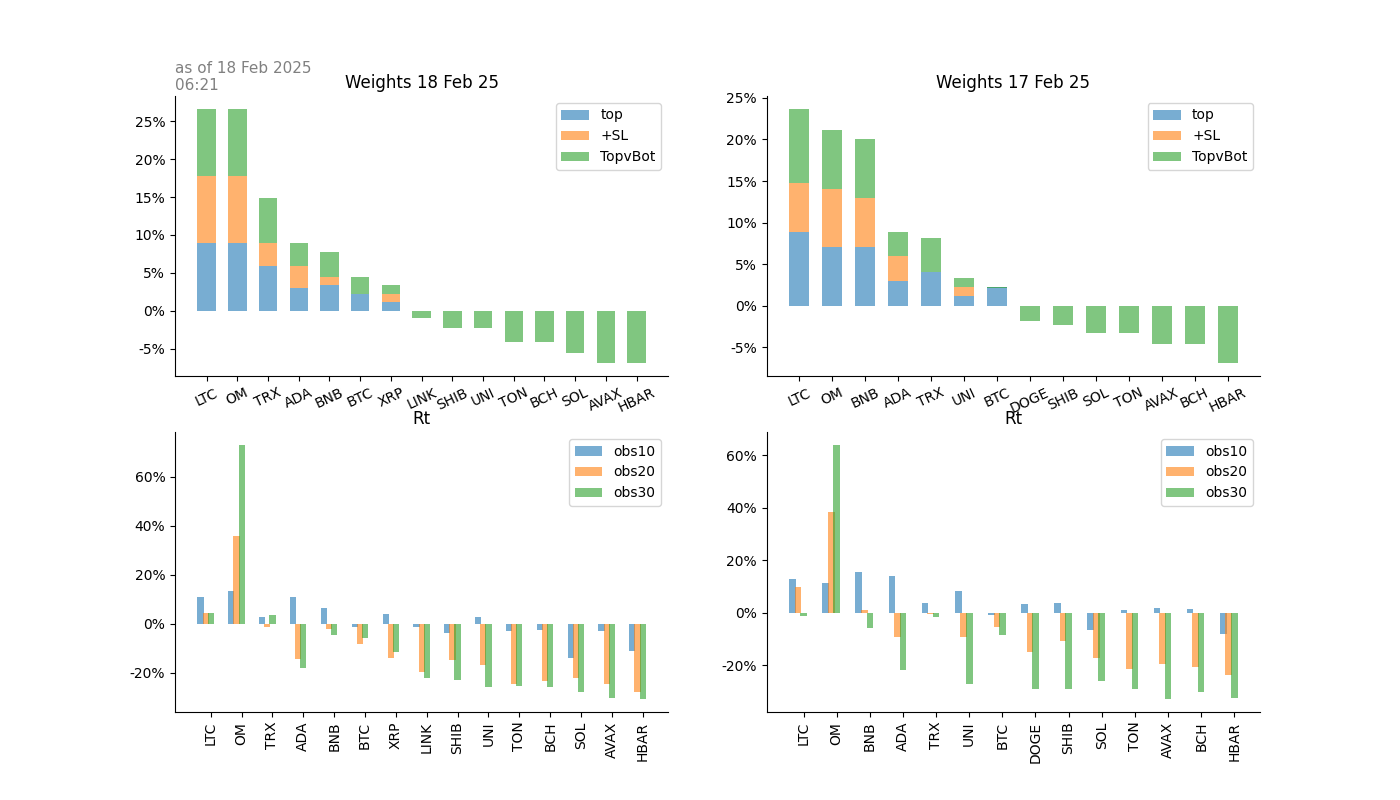 as of 18 Feb 2025
06:21
Weights 18 Feb 25
25%
20%
15%
10%
5%
0%
-5%
top
+SL
TopvBot
LTC OM TRX ADA BNB BTC XRP LINK SHIB UNI TON BCH SOL AVAX HBAR
Weights 17 Feb 25
25%
20%
15%
10%
5%
0%
-5%
top
+SL
TopvBot
LTC OM BNB ADA TRX UNI BTC DOGE SHIB SOL TON AVAX BCH HBAR
Rt
60%
40%
20%
0%
-20%
obs10
obs20
obs30
LTC OM TRX ADA BNB BTC XRP LINK SHIB UNI TON BCH SOL AVAX HBAR
Rt
60%
40%
20%
0%
-20%
obs10
obs20
obs30
LTC OM BNB ADA TRX UNI BTC DOGE SHIB SOL TON AVAX BCH HBAR